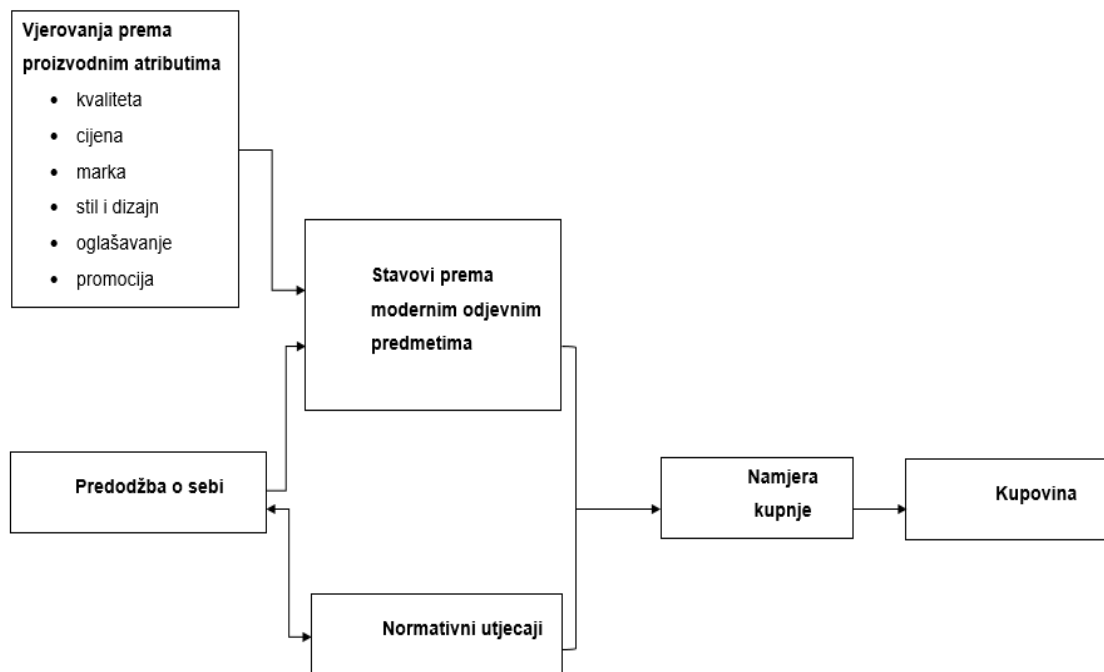 Vjerovanja prema
proizvodnim atributima
• kvaliteta
• cijena
• marka
• stil i dizajn
• oglašavanje
• promocija
Stavovi prema
modernim odjevnim
predmetima
Predodžba o sebi
Normativni utjecaji
Namjera
kupnje
Kupovina